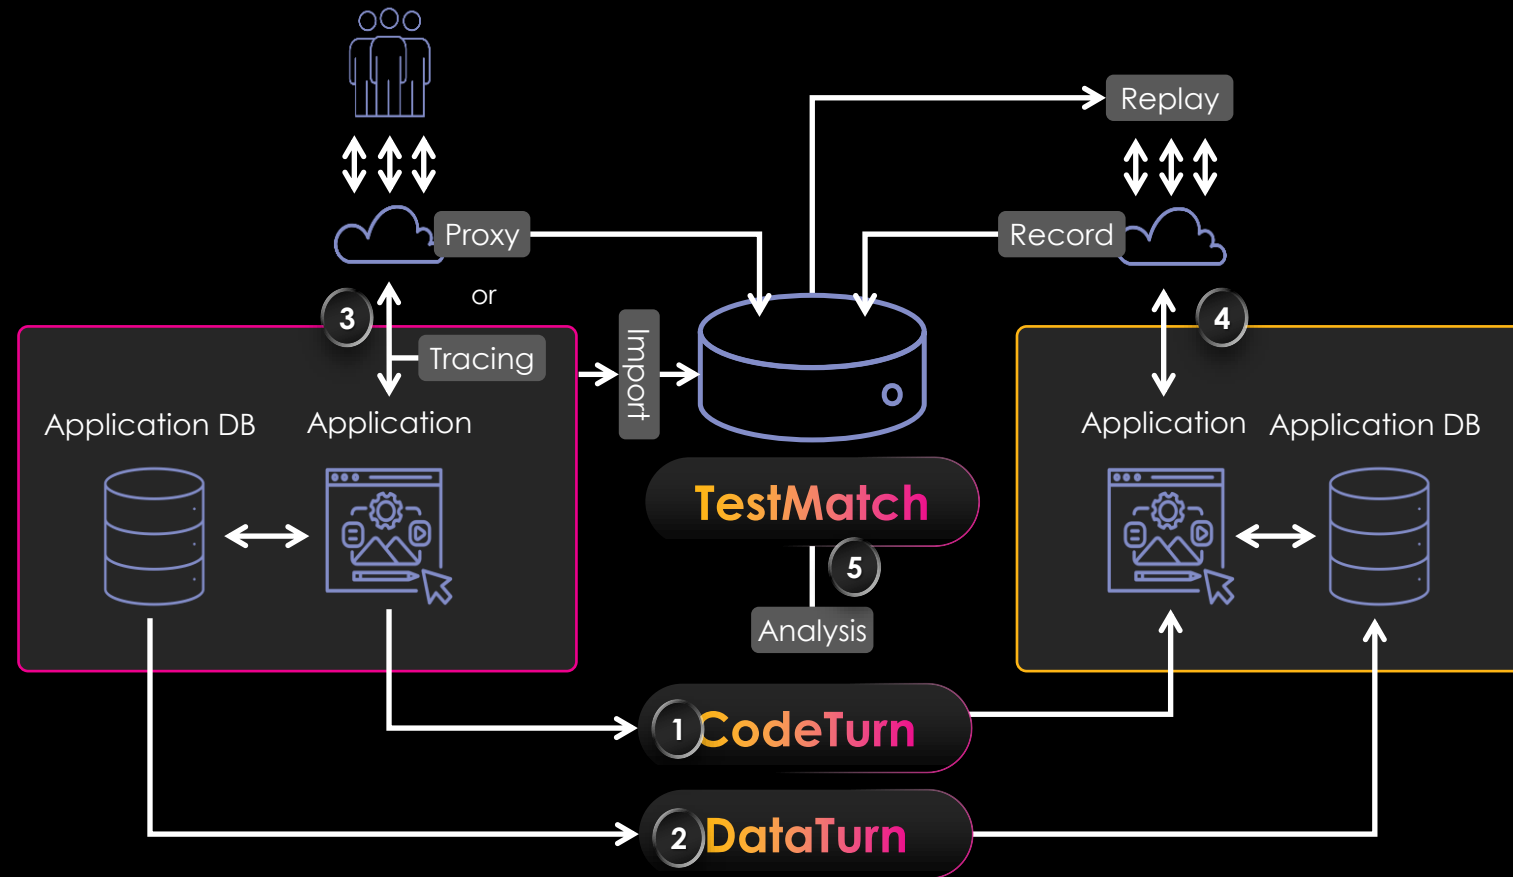 Replay
Proxy
Record
or
3
4
Tracing
Import
Application DB
Application
Application
Application DB
TestMatch
5
Analysis
1
CodeTurn
2
DataTurn